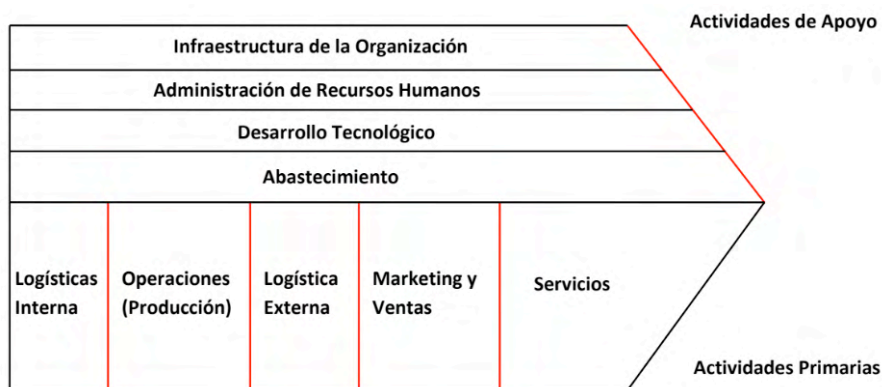 Actividades de Apoyo
Infraestructura de la Organización
Administración de Recursos Humanos
Desarrollo Tecnológico
Abastecimiento
Logísticas
Interna
Operaciones
(Producción)
Logística
Externa
Marketing y
Ventas
Servicios
Actividades Primarias